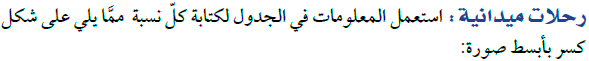 رحلات ميدانية : استعمل المعلومات في الجدول لكتابة كلّ نسبة ممَّا يلي على شكل
كسر بأبسط صورة: